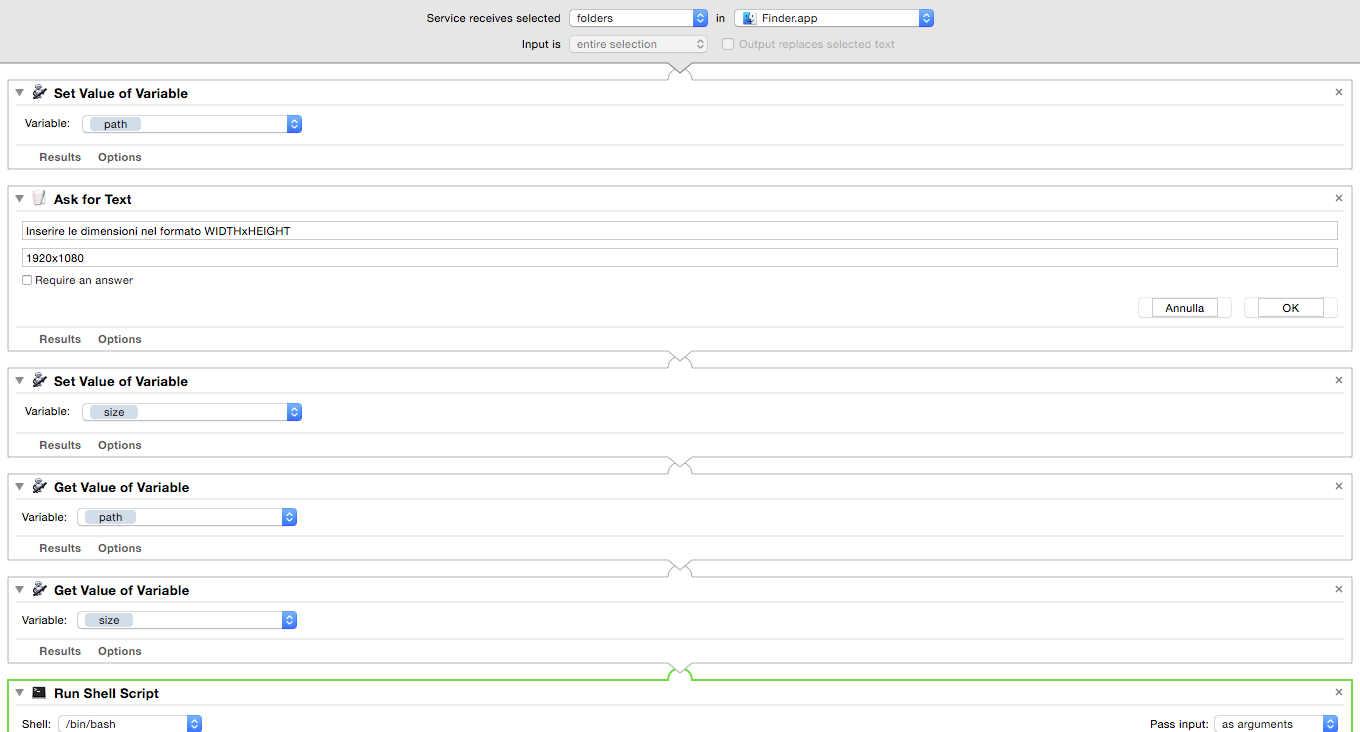 Service receives selected folders in Finder.app
Input is entire selection Output replaces selected text
Set Value of Variable
Variable: path
Results Options
Ask for Text
Inserire le dimensioni nel formato WIDTHxHEIGHT
1920x1080
Require an answer
Annulla OK
Results Options
Set Value of Variable
Variable: size
Results Options
Get Value of Variable
Variable: path
Results Options
Get Value of Variable
Variable: size
Results Options
Run Shell Script
Shell: /bin/bash Pass input: as arguments